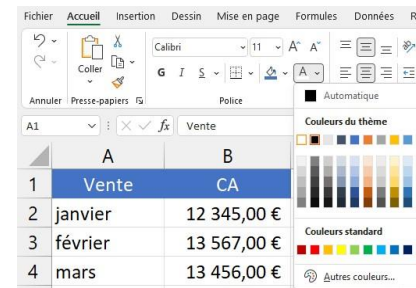 Fichier Accueil Insertion Dessin Mise en page Formules Données
Coller
Calibri 11 A^ A˅
G I S A
Annuler Presse-papiers Police
Automatique
A1 fx Vente
Couleurs du thème
A B
1 Vente CA
2 janvier 12 345,00 €
3 février 13 567,00 €
4 mars 13 456,00 €
Couleurs standard
Autres couleurs...